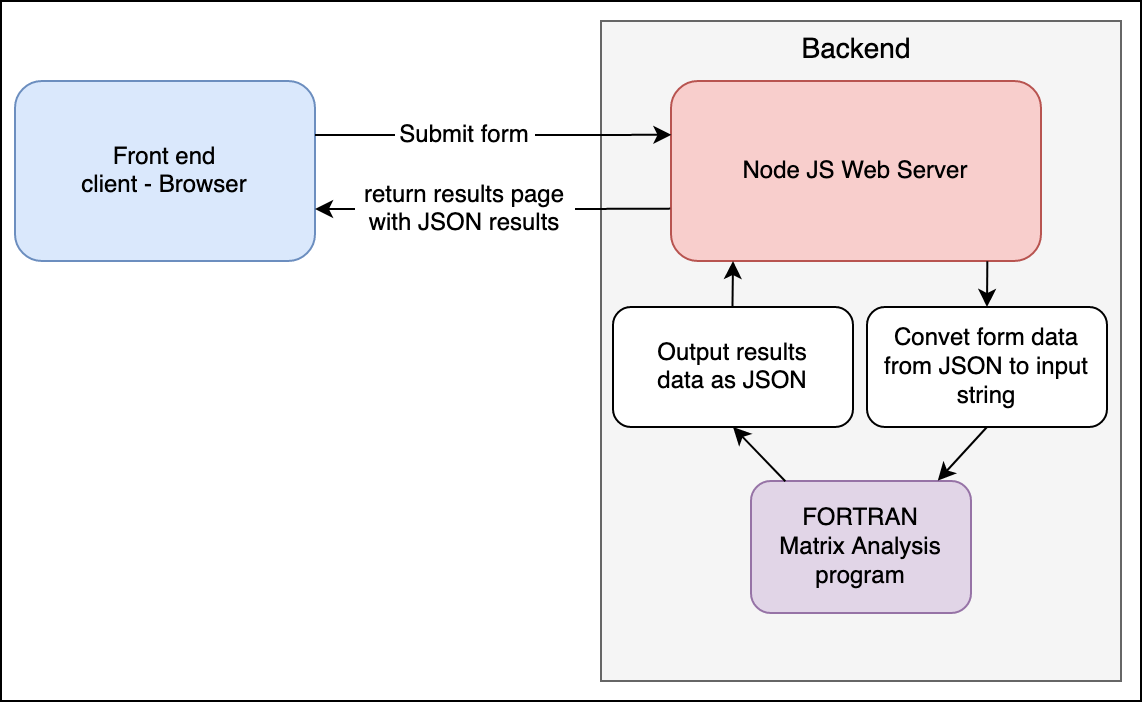 Backend
Front end
client - Browser
Submit form
Node JS Web Server
return results page
with JSON results
Output results
data as JSON
Convet form data
from JSON to input
string
FORTRAN
Matrix Analysis
program